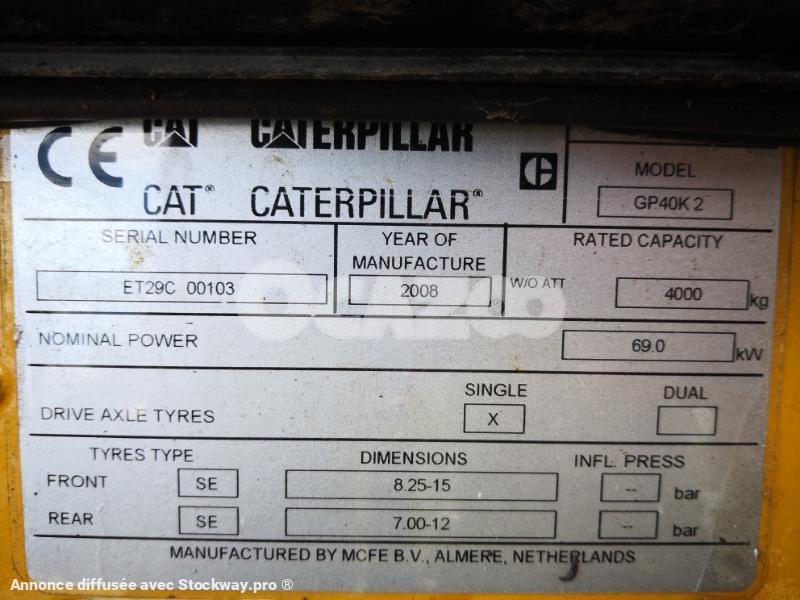 CE CAT CATERPILLAR
CAT® CATERPILLAR®
MODEL
GP40K 2
SERIAL NUMBER
ET29C 00103
YEAR OF
MANUFACTURE
2008
RATED CAPACITY
W/O ATT 4000 kg
NOMINAL POWER 69.0 kW
SINGLE DUAL
DRIVE AXLE TYRES X
TYRES TYPE DIMENSIONS INFL. PRESS
FRONT SE 8.25-15 -- bar
REAR SE 7.00-12 -- bar
MANUFACTURED BY MCFE B.V., ALMERE, NETHERLANDS
Annonce diffusée avec Stockway.pro ®